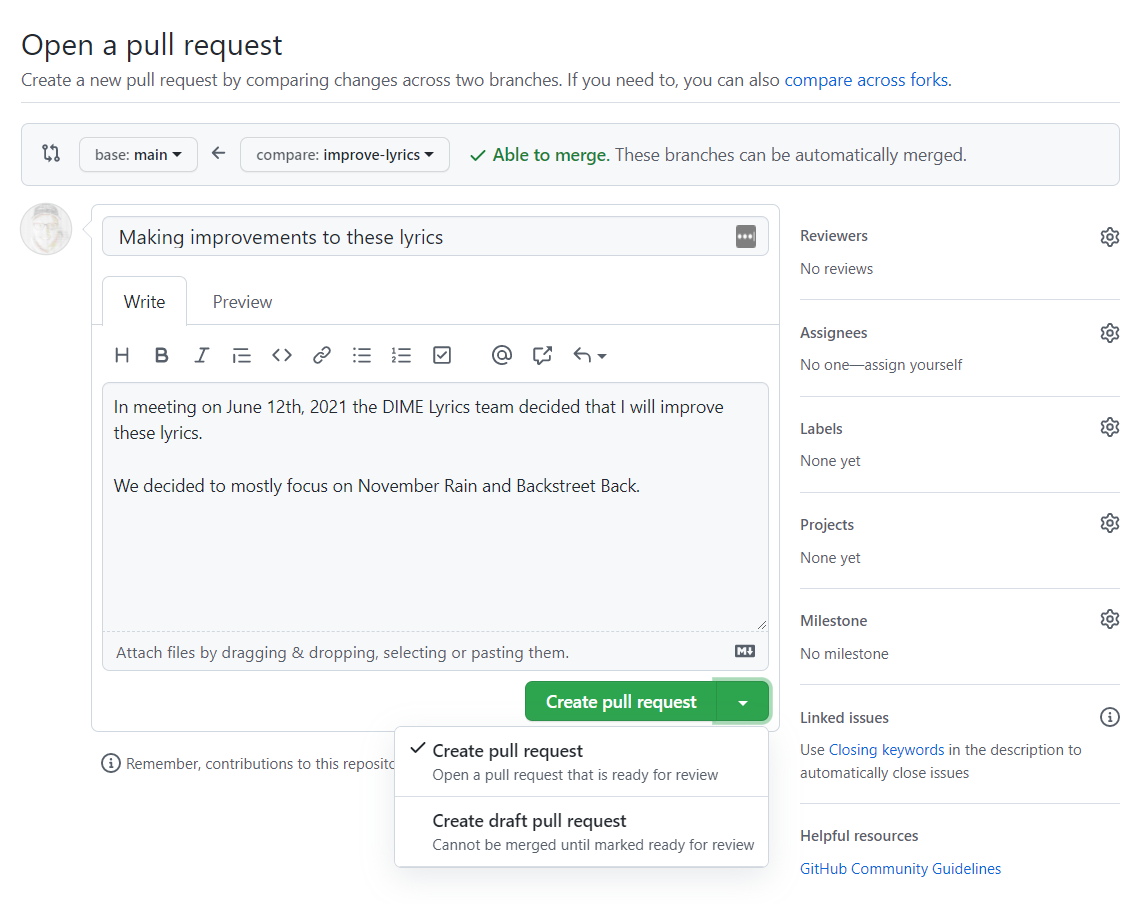 Open a pull request
Create a new pull request by comparing changes across two branches. If you need to, you can also compare across forks.
base: main
compare: improve-lyrics
Able to merge. These branches can be automatically merged.
Making improvements to these lyrics
Write
Preview
In meeting on June 12th, 2021 the DIME Lyrics team decided that I will improve
these lyrics.
We decided to mostly focus on November Rain and Backstreet Back.
Attach files by dragging & dropping, selecting or pasting them.
Create pull request
Create pull request
Open a pull request that is ready for review
Create draft pull request
Cannot be merged until marked ready for review
Remember, contributions to this
Reviewers
No reviews
Assignees
No one—assign yourself
Labels
None yet
Projects
None yet
Milestone
No milestone
Linked issues
Use Closing keywords in the description to
automatically close issues
Helpful resources
GitHub Community Guidelines